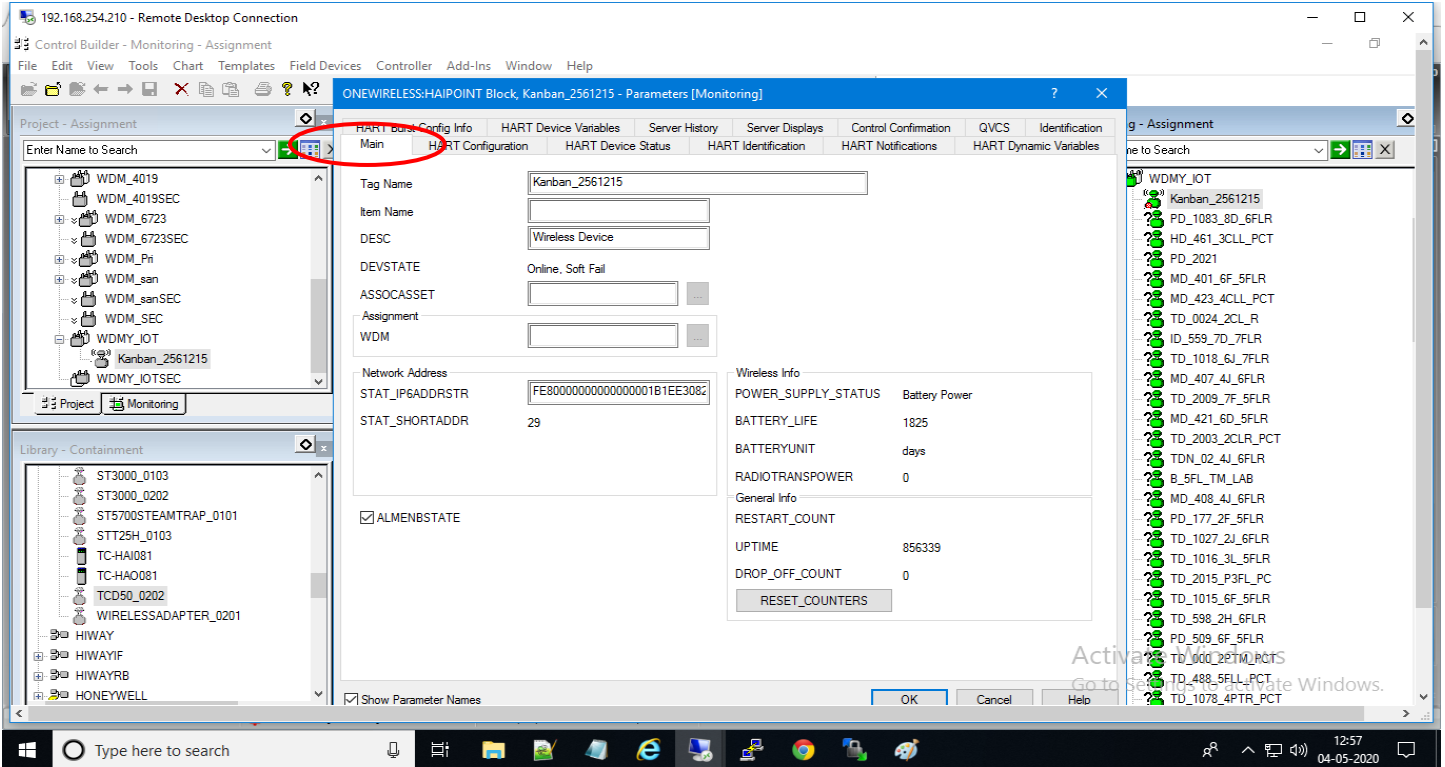 192.168.254.210 - Remote Desktop Connection
Control Builder - Monitoring - Assignment
File Edit View Tools Chart Templates Field Devices Controller Add-Ins Window Help
ONEWIRELESS:HAIPOINT Block, Kanban_2561215 - Parameters [Monitoring]
Project - Assignment
Enter Name to Search
WDM_4019
WDM_4019SEC
WDM_6723
WDM_6723SEC
WDM_Pri
WDM_san
WDM_sanSEC
WDM_SEC
WDMY_IOT
Kanban_2561215
WDMY_IOTSEC
Project Monitoring
Library - Containment
ST3000_0103
ST3000_0202
ST5700STEAMTRAP_0101
STT25H_0103
TC-HAI081
TC-HAO081
TCD50_0202
WIRELESSADAPTER_0201
HIWAY
HIWAYIF
HIWAYRB
HONEYWELL
HART Burst Config Info HART Device Variables Server History Server Displays Control Confirmation QVCS Identification
Main HART Configuration HART Device Status HART Identification HART Notifications HART Dynamic Variables
Tag Name Kanban_2561215
Item Name
DESC Wireless Device
DEVSTATE Online, Soft Fail
ASSOCASSET ...
Assignment
WDM ...
Network Address
STAT_IP6ADDRSTR FE8000000000000001B1EE3082
STAT_SHORTADDR 29
ALMENBSTATE
Wireless Info
POWER_SUPPLY_STATUS Battery Power
BATTERY_LIFE 1825
BATTERYUNIT days
RADIOTRANSPOWER 0
General Info
RESTART_COUNT
UPTIME 856339
DROP_OFF_COUNT 0
RESET_COUNTERS
Show Parameter Names OK Cancel Help
g - Assignment
me to Search
WDMY_IOT
Kanban_2561215
PD_1083_8D_6FLR
HD_461_3CLL_PCT
PD_2021
MD_401_6F_5FLR
MD_423_4CLL_PCT
TD_0024_2CL_R
ID_559_7D_7FLR
TD_1018_6J_7FLR
MD_407_4J_6FLR
TD_2009_7F_5FLR
MD_421_6D_5FLR
TD_2003_2CLR_PCT
TDN_02_4J_6FLR
B_5FL_TM_LAB
MD_408_4J_6FLR
PD_177_2F_5FLR
TD_1027_2J_6FLR
TD_1016_3L_5FLR
TD_2015_P3FL_PC
TD_1015_6F_5FLR
TD_598_2H_6FLR
PD_509_6F_5FLR
TD_000_2PTM_PCT
TD_488_5FLL_PCT
TD_1078_4PTR_PCT
Activate Windows
Go to Settings to activate Windows.
Type here to search
12:57
04-05-2020